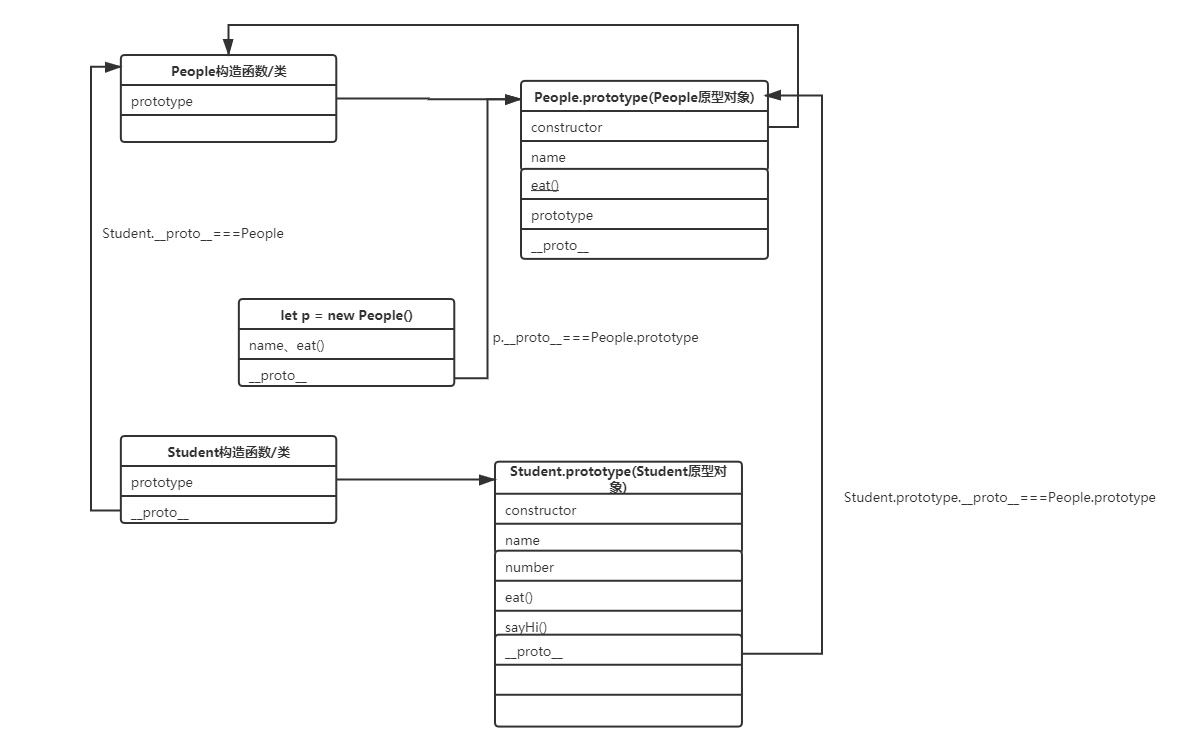 People构造函数/类
prototype
People.prototype(People原型对象)
constructor
name
eat()
prototype
__proto__
Student.__proto__===People
let p = new People()
name、eat()
__proto__
p.__proto__===People.prototype
Student构造函数/类
prototype
__proto__
Student.prototype(Student原型对
象)
constructor
name
number
eat()
sayHi()
__proto__
Student.prototype.__proto__===People.prototype